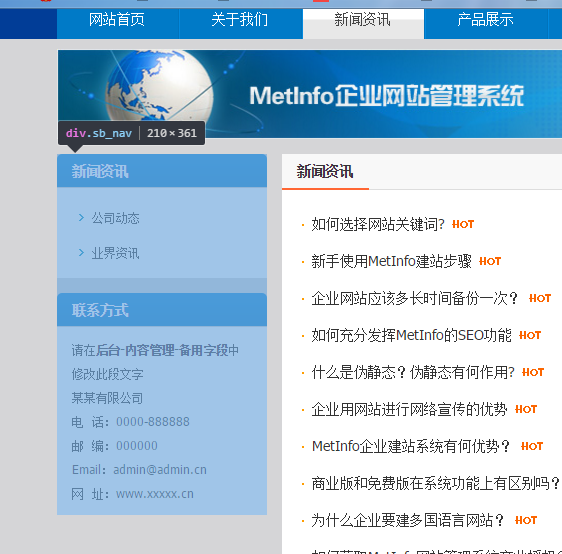 网站首页
关于我们
新闻资讯
产品展示
MetInfo企业网站管理系统
div.sb_nav | 210×361
新闻资讯
公司动态
业界资讯
联系方式
请在后台-内容管理-备用字段中
修改此段文字
某某有限公司
电 话：0000-888888
邮 编：000000
Email：admin@admin.cn
网 址：www.xxxxx.cn
新闻资讯
如何选择网站关键词? HOT
新手使用MetInfo建站步骤 HOT
企业网站应该多长时间备份一次？ HOT
如何充分发挥MetInfo的SEO功能 HOT
什么是伪静态？伪静态有何作用? HOT
企业用网站进行网络宣传的优势 HOT
MetInfo企业建站系统有何优势？ HOT
商业版和免费版在系统功能上有区别吗？
为什么企业要建多国语言网站？ HOT